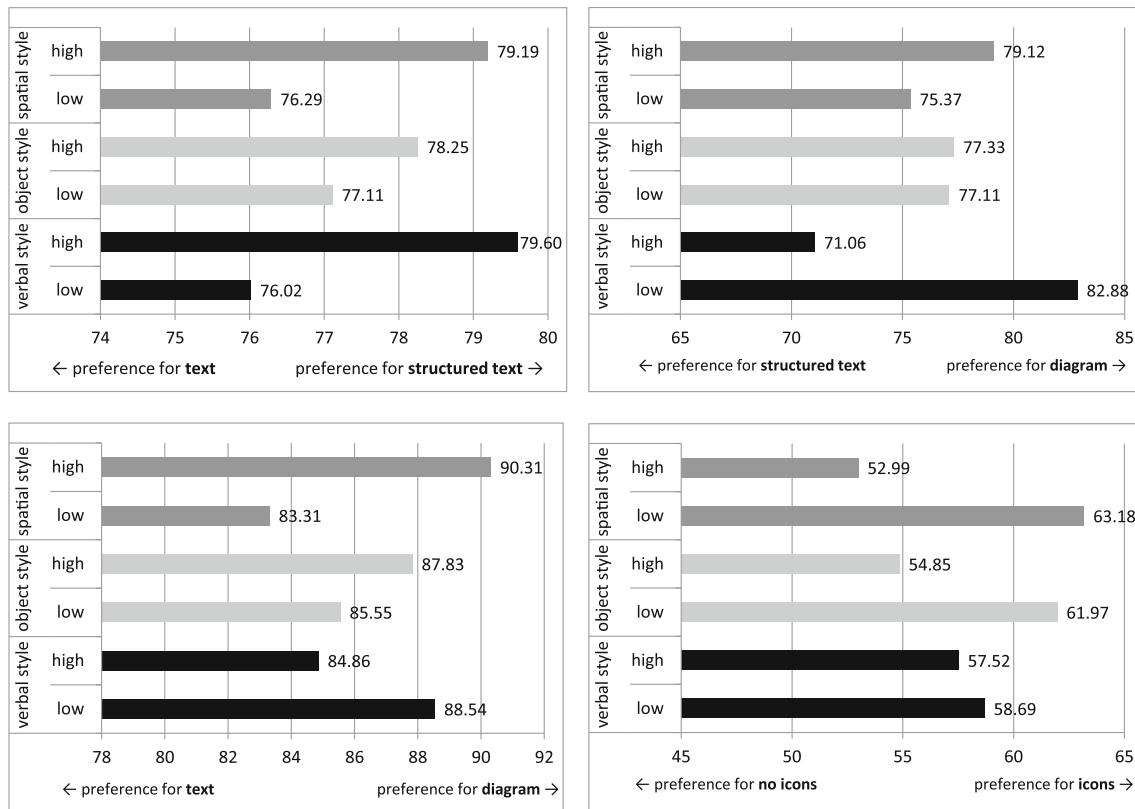 spatial style
high 79.19
low 76.29
object style
high 78.25
low 77.11
verbal style
high 79.60
low 76.02
74 75 76 77 78 79 80
← preference for text preference for structured text →
spatial style
high 79.12
low 75.37
object style
high 77.33
low 77.11
verbal style
high 71.06
low 82.88
65 70 75 80 85
← preference for structured text preference for diagram →
spatial style
high 90.31
low 83.31
object style
high 87.83
low 85.55
verbal style
high 84.86
low 88.54
78 80 82 84 86 88 90 92
← preference for text preference for diagram →
spatial style
high 52.99
low 63.18
object style
high 54.85
low 61.97
verbal style
high 57.52
low 58.69
45 50 55 60 65
← preference for no icons preference for icons →